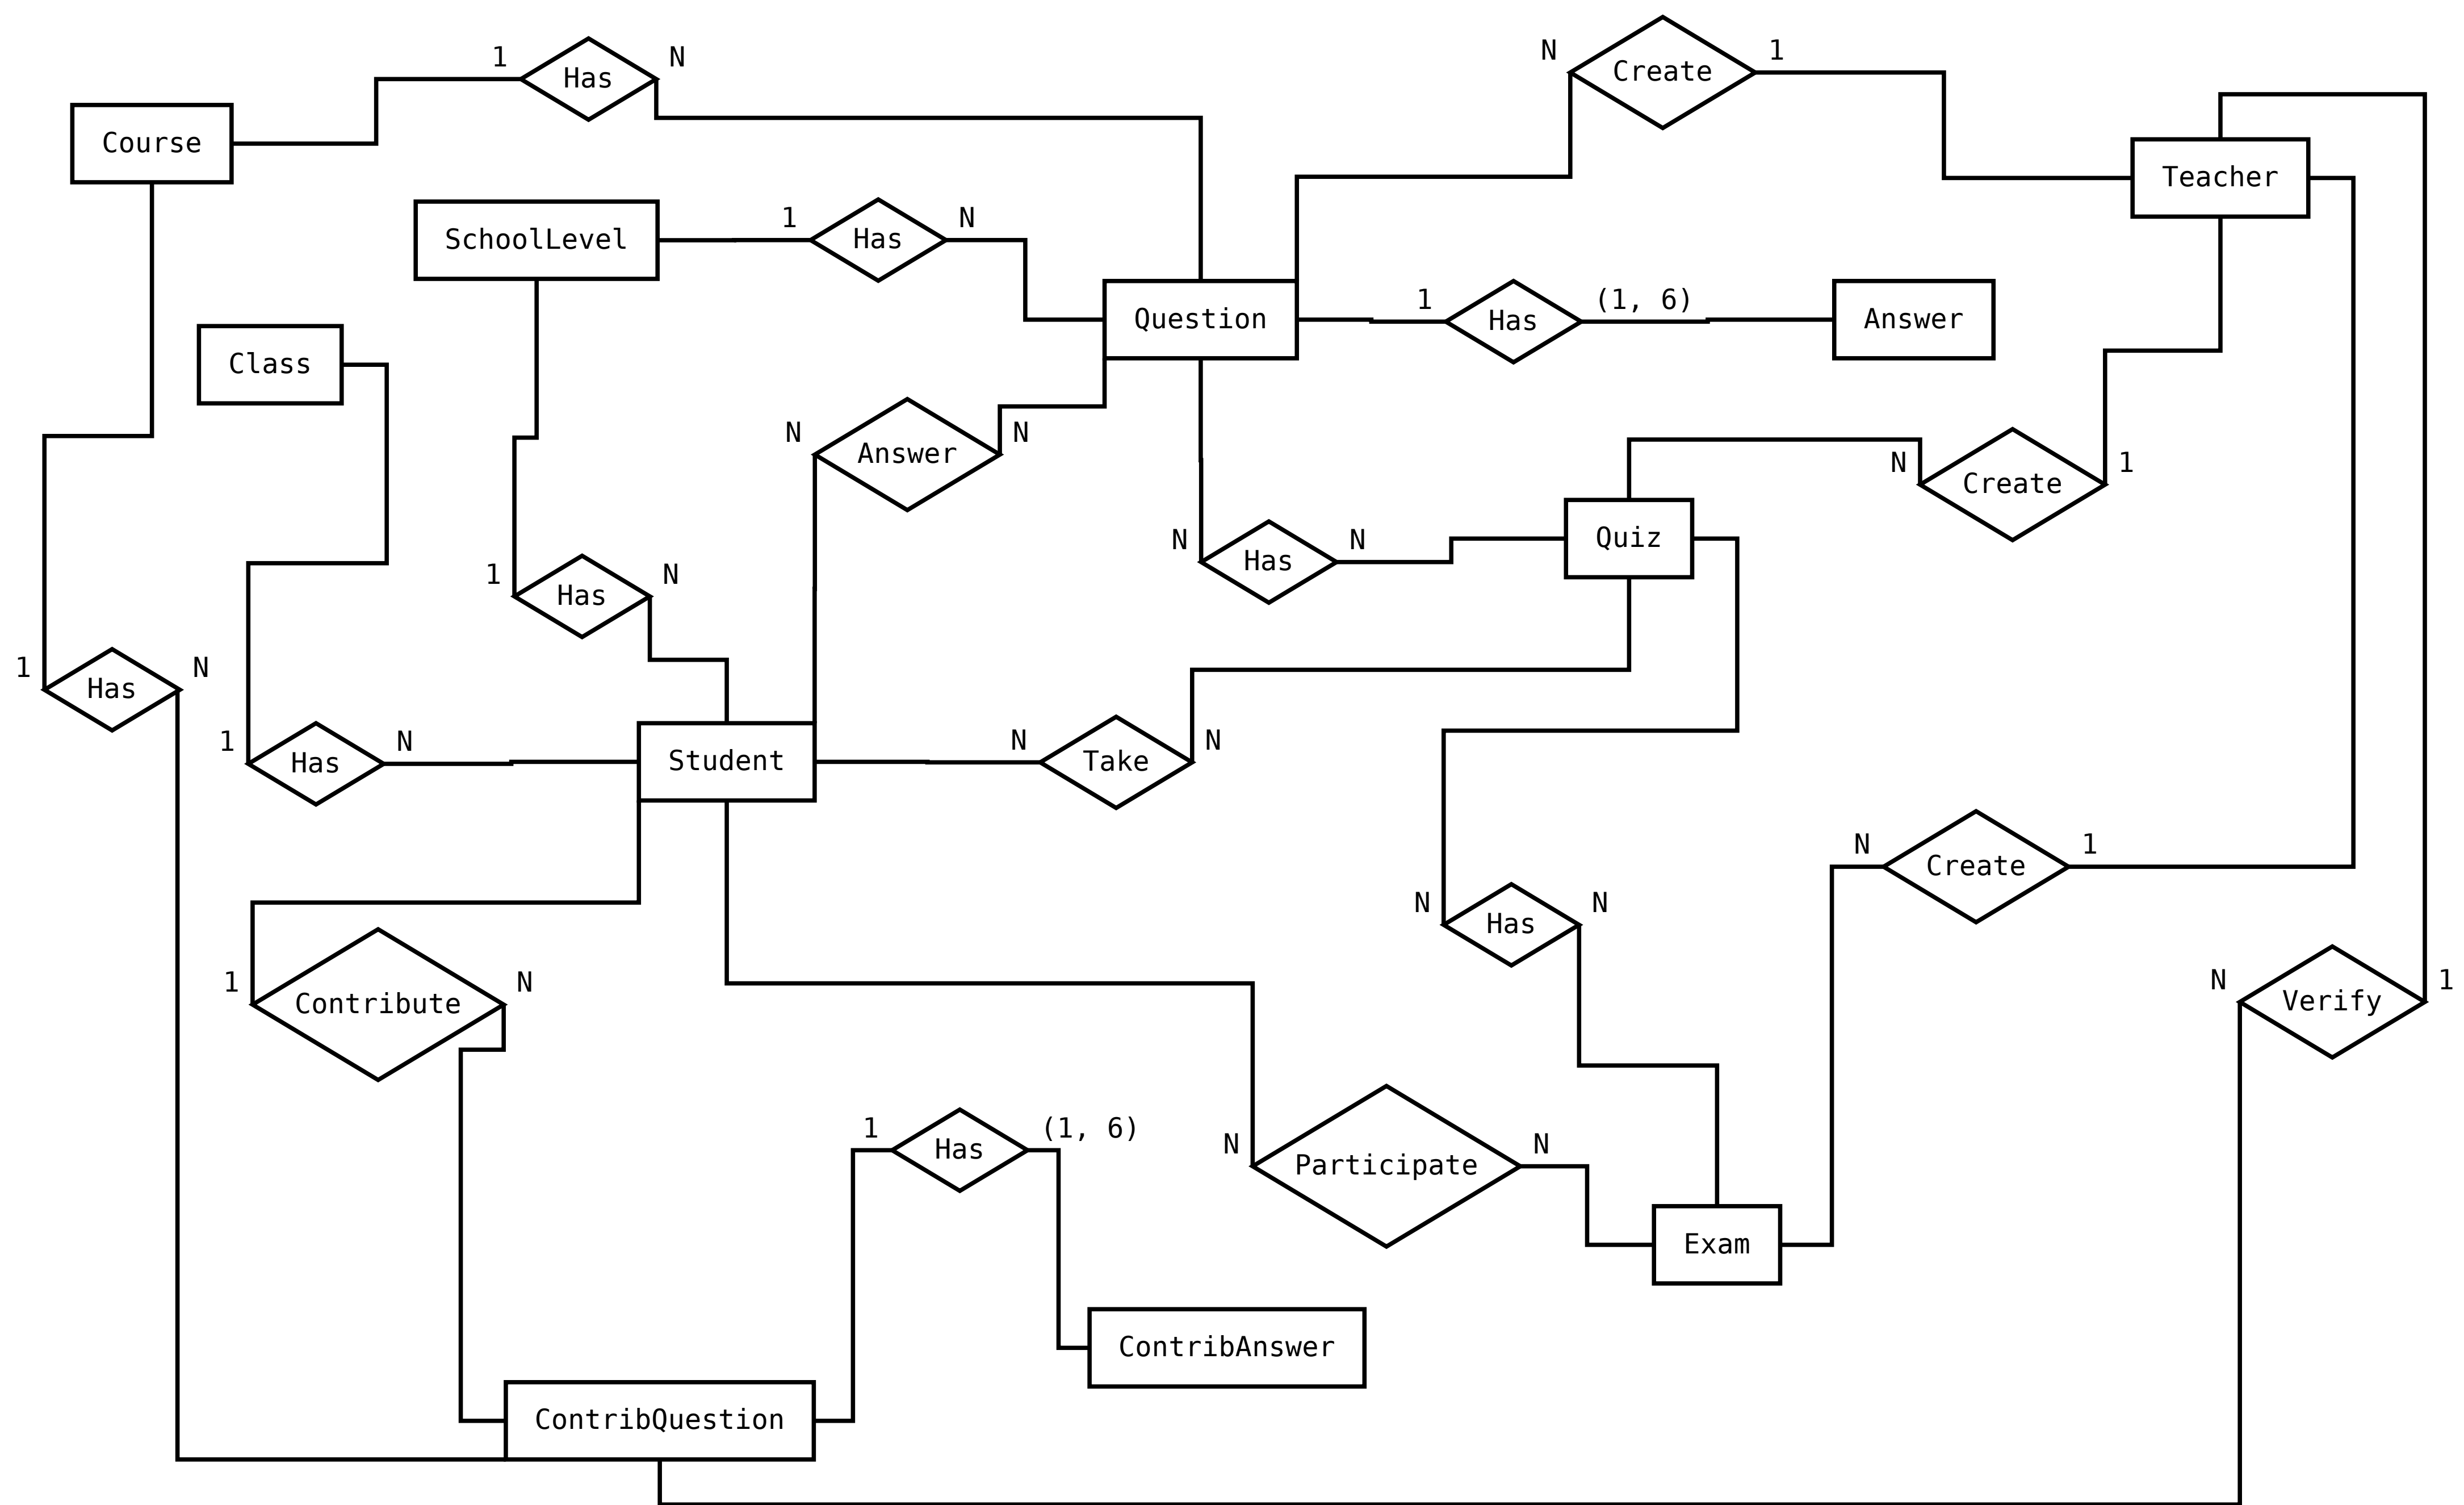 N
Create
1
1
Has
N
Course
Teacher
SchoolLevel
1
Has
N
Question
1
Has
(1, 6)
Answer
Class
N
Answer
N
N
Create
1
N
Has
N
Quiz
1
Has
N
1
Has
N
1
Has
N
Student
N
Take
N
N
Create
1
N
Has
N
1
Contribute
N
N
Verify
1
1
Has
(1, 6)
N
Participate
N
Exam
ContribAnswer
ContribQuestion